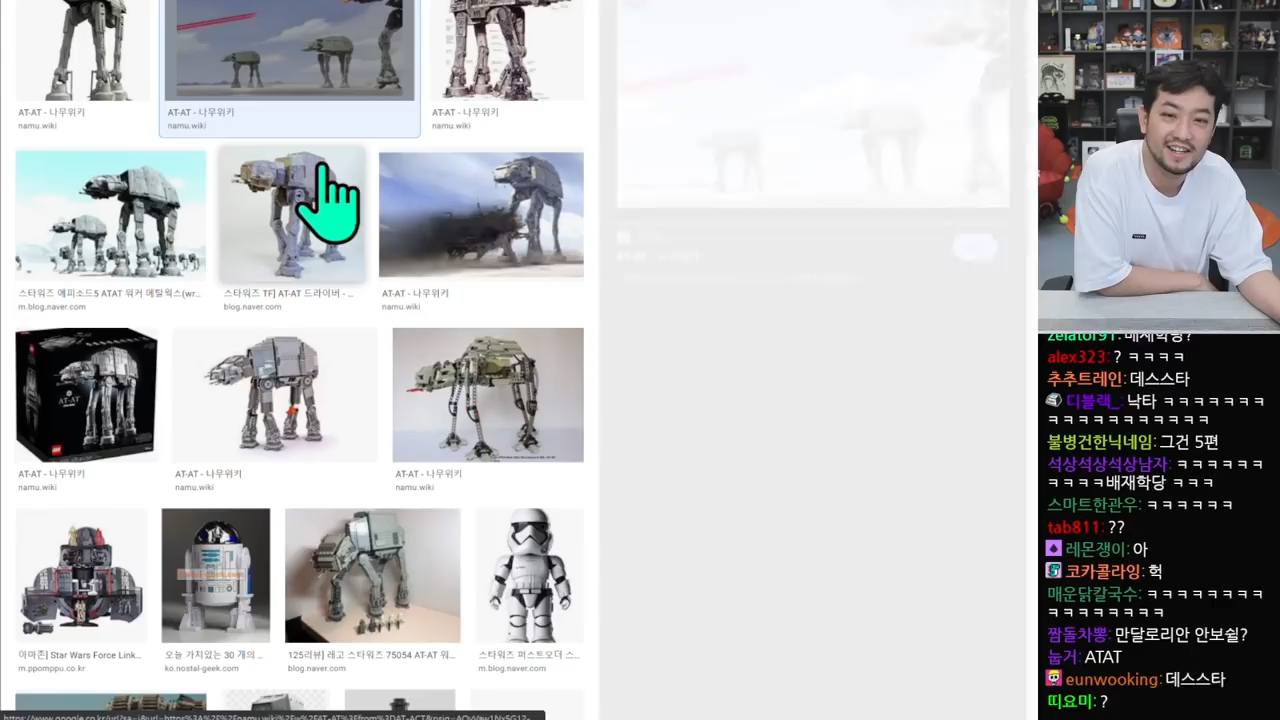 AT-AT - 나무위키
namu.wiki
AT-AT - 나무위키
namu.wiki
AT-AT - 나무위키
namu.wiki
스타워즈 에피소드5 ATAT 워커 메탈웍스(wr...
m.blog.naver.com
스타워즈 TF] AT-AT 드라이버 - ...
blog.naver.com
AT-AT - 나무위키
namu.wiki
AT-AT
AT-AT - 나무위키
namu.wiki
AT-AT - 나무위키
namu.wiki
AT-AT - 나무위키
namu.wiki
아마존] Star Wars Force Link...
m.ppomppu.co.kr
오늘 가치있는 30 개의 ...
ko.nostal-geek.com
125리뷰] 레고 스타워즈 75054 AT-AT 워...
blog.naver.com
스타워즈 퍼스트오더 스...
m.blog.naver.com
zelator91: 배재학당?
alex323: ? ㅋㅋㅋㅋ
추추트레인: 데스스타
디블랙_: 낙타 ㅋㅋㅋㅋㅋㅋㅋ
ㅋㅋㅋㅋㅋㅋㅋㅋㅋㅋㅋ
불병건한닉네임: 그건 5편
석상석상석상남자: ㅋㅋㅋㅋㅋㅋ
ㅋㅋㅋㅋ배재학당 ㅋㅋㅋ
스마트한관우: ㅋㅋㅋㅋㅋㅋ
tab811: ??
레몬쟁이: 아
코카콜라잉: 헉
매운닭칼국수: ㅋㅋㅋㅋㅋㅋㅋㅋ
ㅋㅋㅋㅋㅋㅋㅋㅋ
짬돌차뽕: 만달로리안 안보쉴?
눕거: ATAT
eunwooking: 데스스타
띠요미: ?